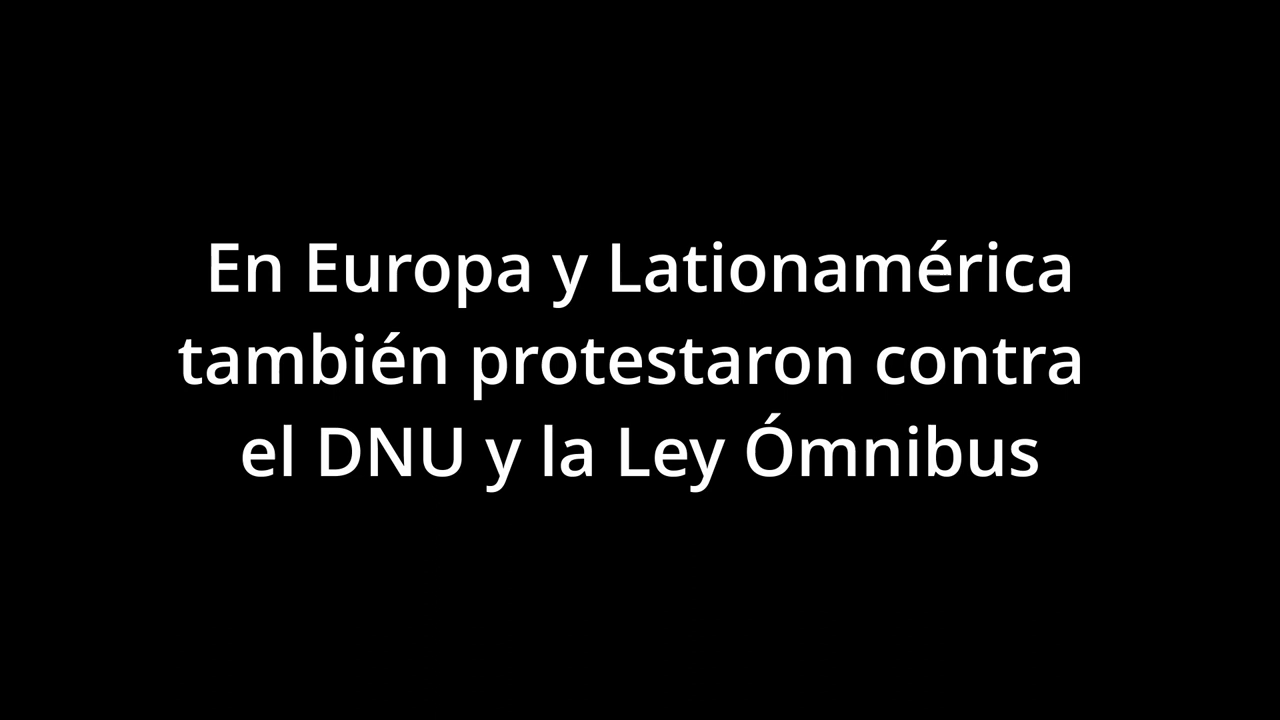 En Europa y Lationamérica
también protestaron contra
el DNU y la Ley Ómnibus